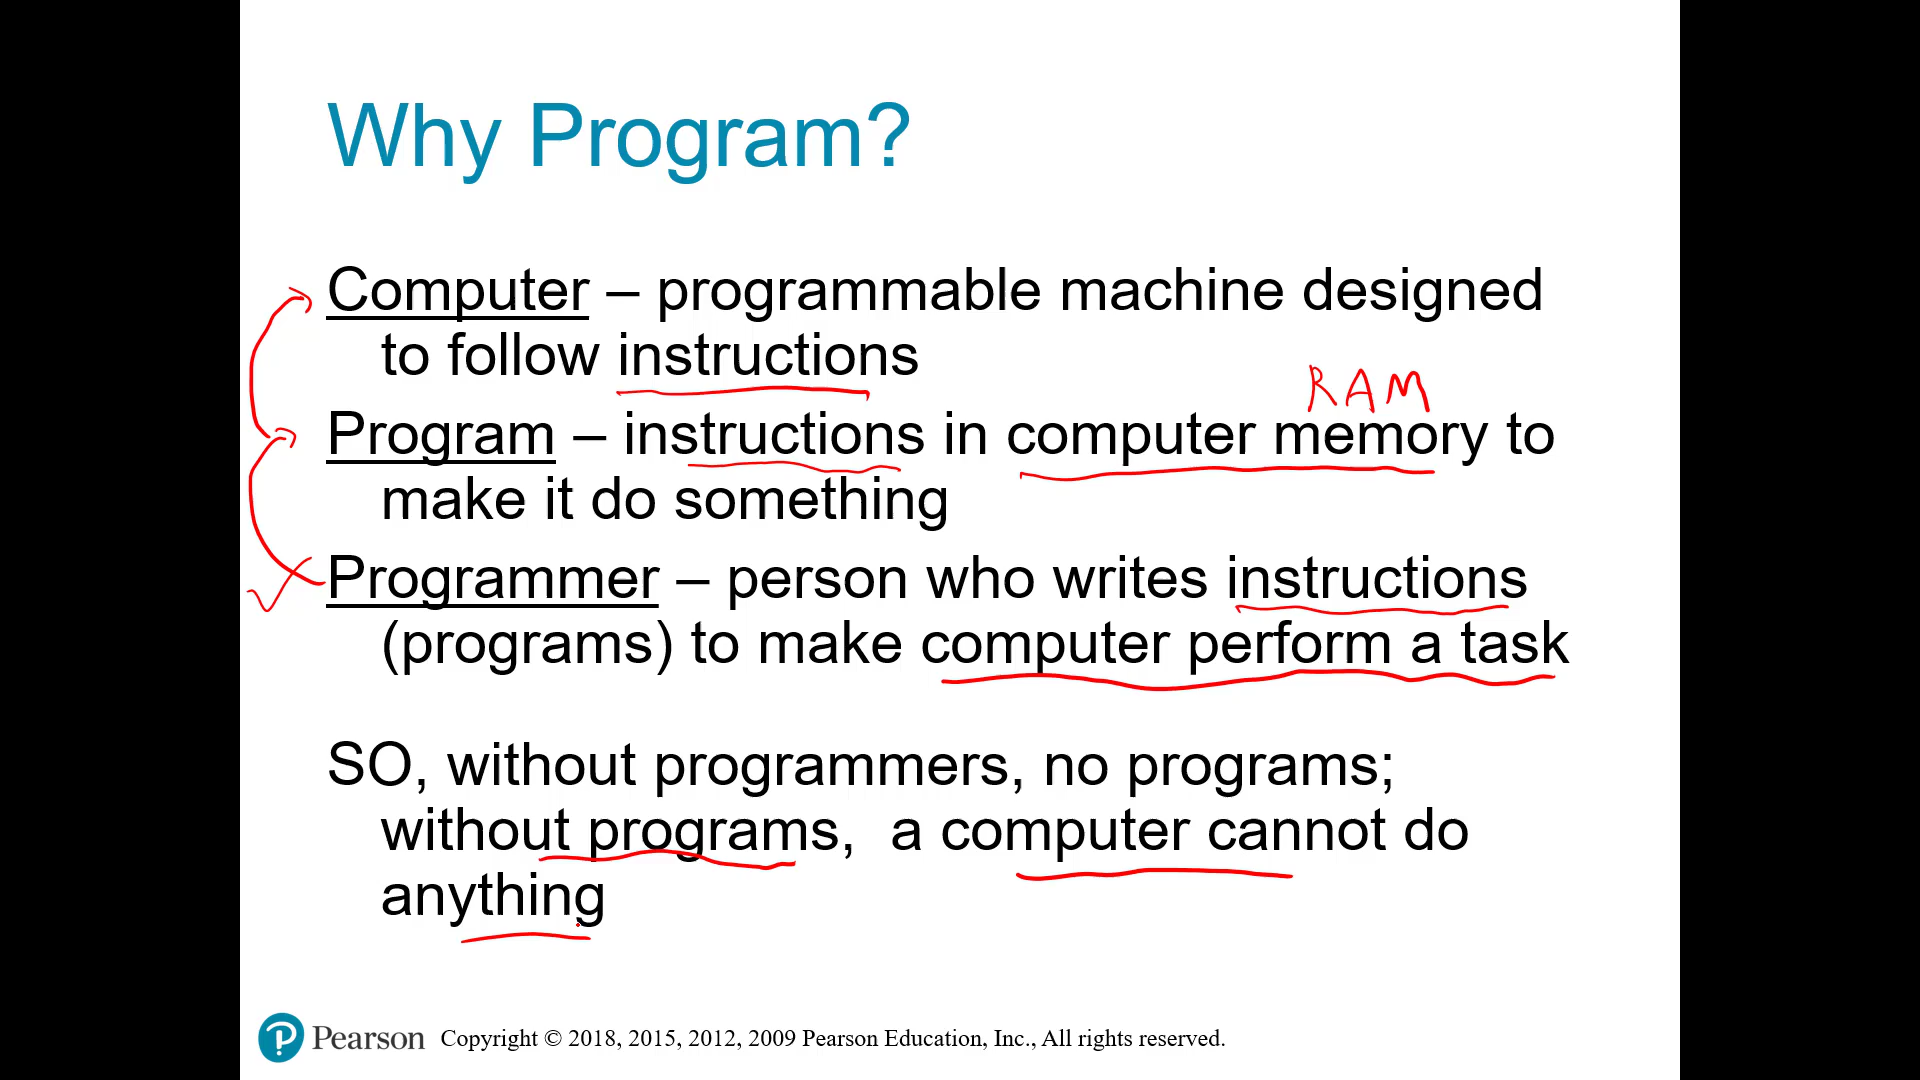 Why Program?
Computer – programmable machine designed
to follow instructions
RAM
Program – instructions in computer memory to
make it do something
Programmer – person who writes instructions
(programs) to make computer perform a task
SO, without programmers, no programs;
without programs, a computer cannot do
anything
Pearson Copyright © 2018, 2015, 2012, 2009 Pearson Education, Inc., All rights reserved.